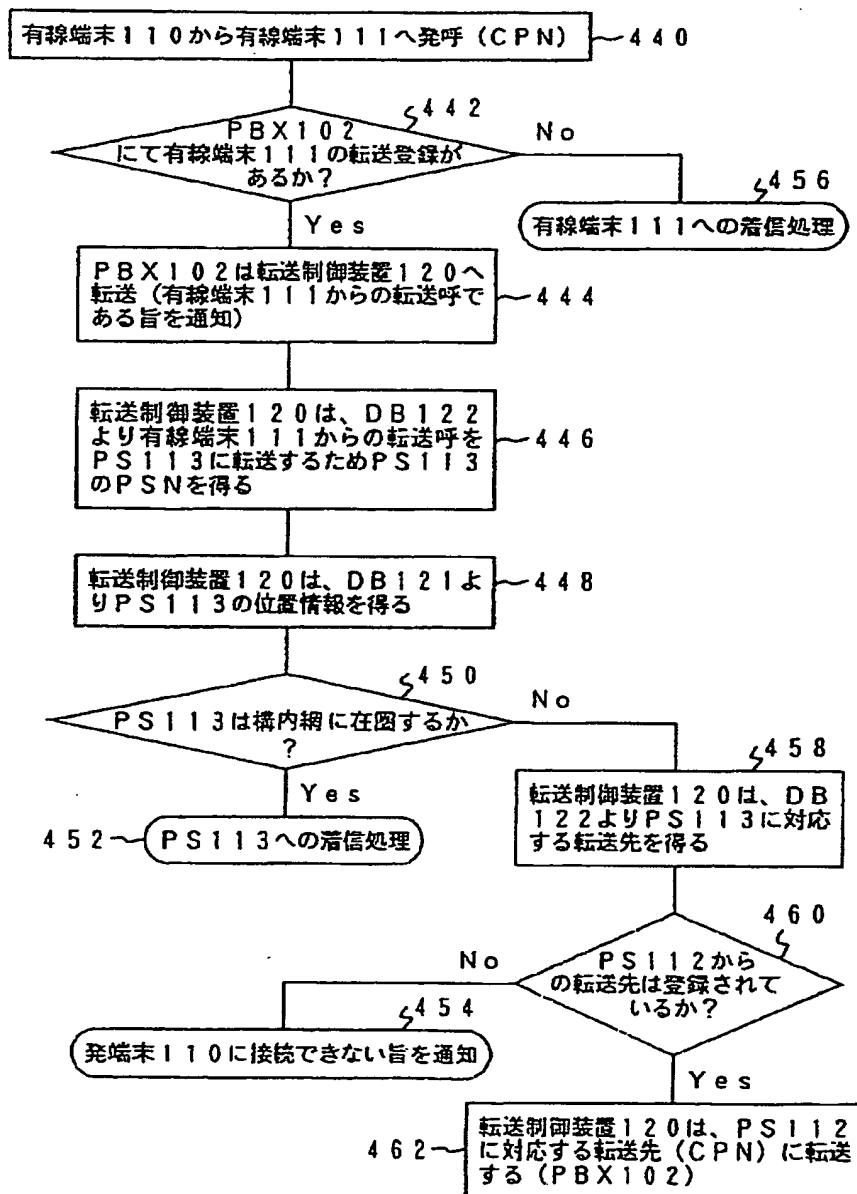 有線端末110から有線端末111へ発呼(CPN)
440
442
PBX102
にて有線端末111の転送登録が
あるか?
No
Yes
456
有線端末111への着信処理
PBX102は転送制御装置120へ
転送(有線端末111からの転送呼で
ある旨を通知)
444
転送制御装置120は、DB122
より有線端末111からの転送呼を
PS113に転送するためPS113
のPSNを得る
446
転送制御装置120は、DB121よ
りPS113の位置情報を得る
448
450
PS113は構内網に在圏するか
?
No
Yes
452
PS113への着信処理
458
転送制御装置120は、DB
122よりPS113に対応
する転送先を得る
460
PS112から
の転送先は登録されて
いるか?
No
454
発端末110に接続できない旨を通知
Yes
462
転送制御装置120は、PS112
に対応する転送先(CPN)に転送
する(PBX102)